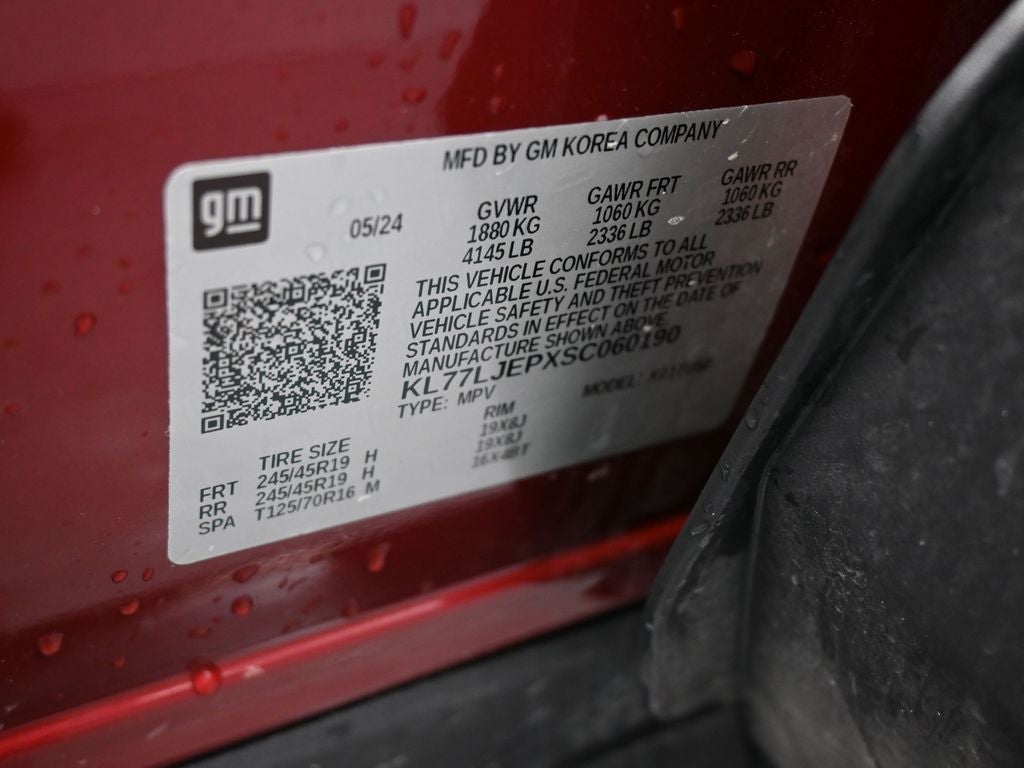 MFD BY GM KOREA COMPANY
gm
05/24
GVWR
1880 KG
4145 LB
GAWR FRT
1060 KG
2336 LB
GAWR RR
1060 KG
2336 LB
THIS VEHICLE CONFORMS TO ALL
APPLICABLE U.S. FEDERAL MOTOR
VEHICLE SAFETY AND THEFT PREVENTION
STANDARDS IN EFFECT ON THE DATE OF
MANUFACTURE SHOWN ABOVE.
KL77LJEPXSC060190
TYPE: MPV
MODEL:
TIRE SIZE
RIM
FRT 245/45R19 H 19X8J
RR 245/45R19 H 19X8J
SPA T125/70R16 M 16X4BT